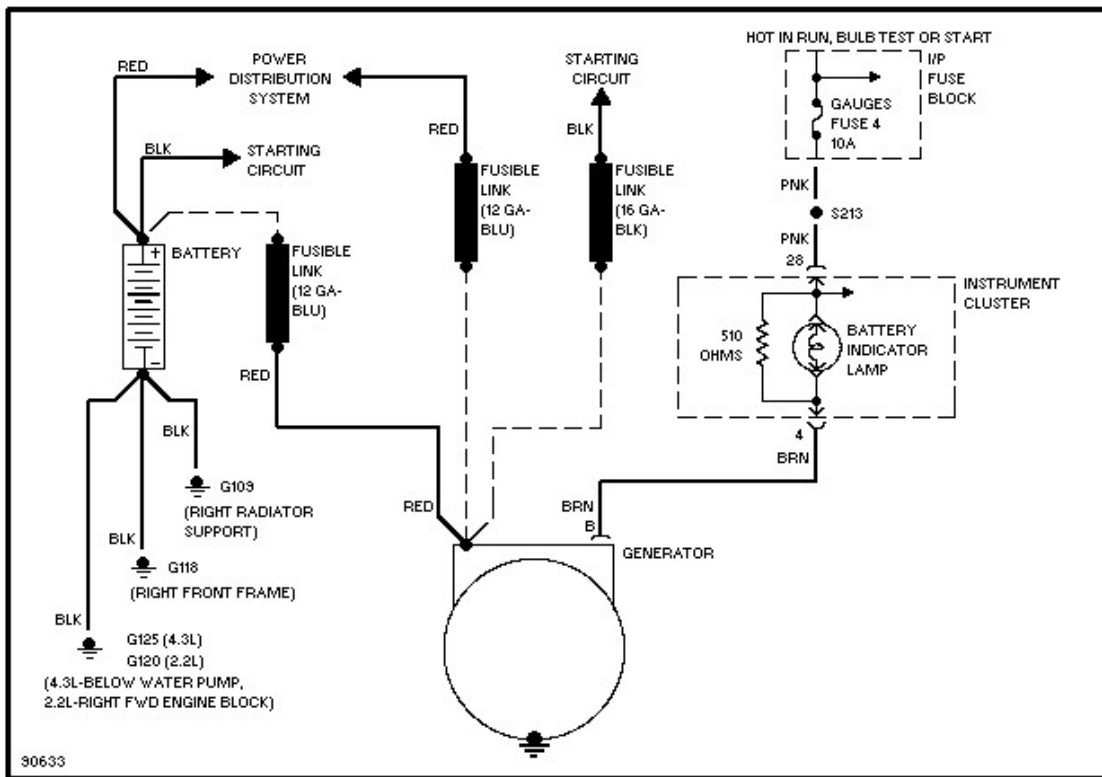 HOT IN RUN, BULB TEST OR START
RED
POWER
DISTRIBUTION
SYSTEM
STARTING
CIRCUIT
I/P
FUSE
BLOCK
GAUGES
FUSE 4
10A
RED
BLK
BLK
STARTING
CIRCUIT
FUSIBLE
LINK
(12 GA-
BLU)
FUSIBLE
LINK
(16 GA-
BLK)
PNK
S213
PNK
28
+
BATTERY
-
FUSIBLE
LINK
(12 GA-
BLU)
INSTRUMENT
CLUSTER
510
OHMS
BATTERY
INDICATOR
LAMP
RED
BLK
4
BRN
G109
(RIGHT RADIATOR
SUPPORT)
RED
BRN
B
GENERATOR
BLK
G118
(RIGHT FRONT FRAME)
BLK
G125 (4.3L)
G120 (2.2L)
(4.3L-BELOW WATER PUMP,
2.2L-RIGHT FWD ENGINE BLOCK)
90633